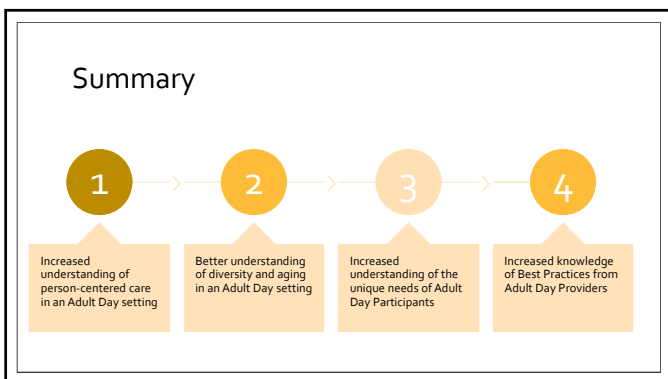 Summary
1
2
3
4
Increased
understanding of
person-centered care
in an Adult Day setting
Better understanding
of diversity and aging
in an Adult Day setting
Increased
understanding of the
unique needs of Adult
Day Participants
Increased knowledge
of Best Practices from
Adult Day Providers